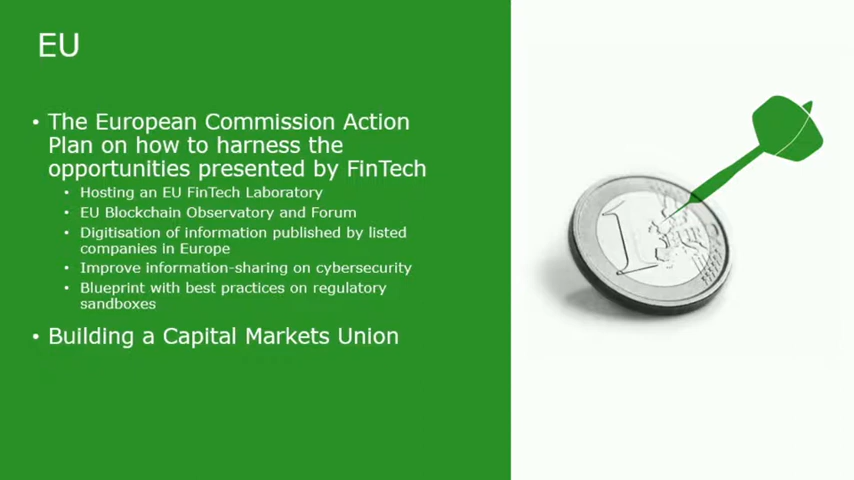 EU
• The European Commission Action
Plan on how to harness the
opportunities presented by FinTech
• Hosting an EU FinTech Laboratory
• EU Blockchain Observatory and Forum
• Digitisation of information published by listed
companies in Europe
• Improve information-sharing on cybersecurity
• Blueprint with best practices on regulatory
sandboxes
• Building a Capital Markets Union
1
EURO